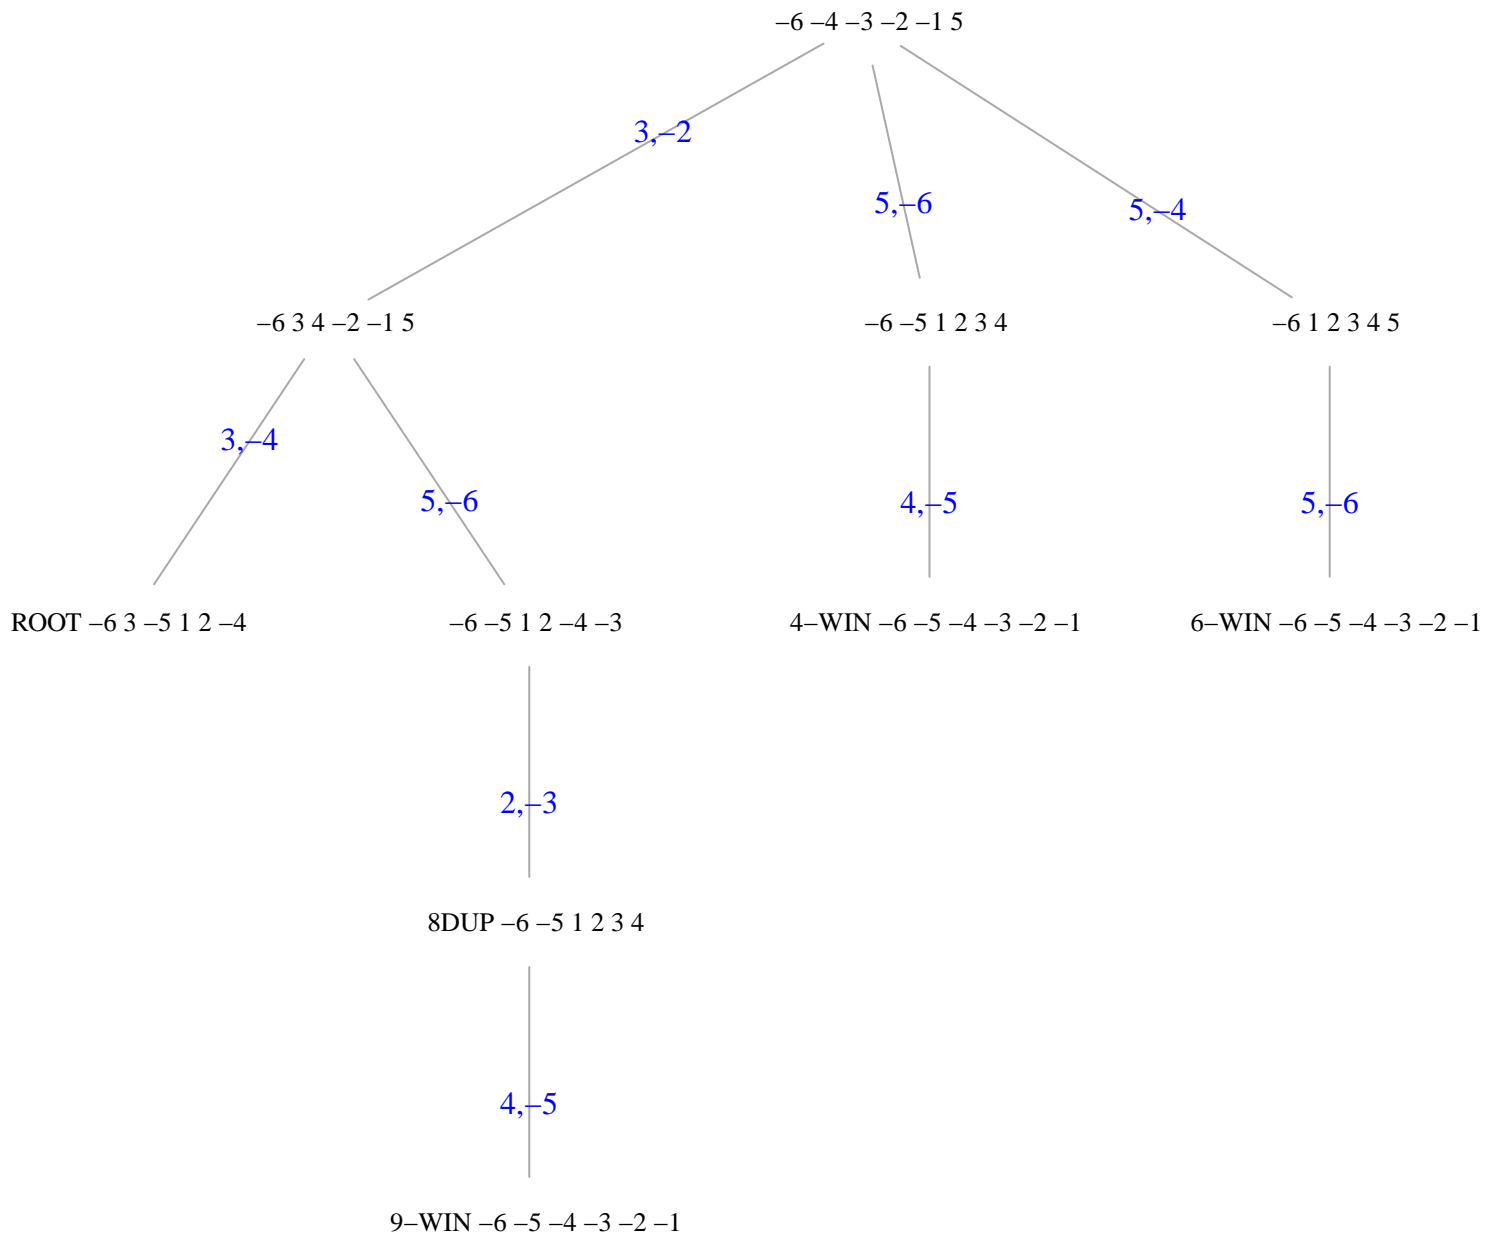 –6 –4 –3 –2 –1 5
3,–2
5,–6
5,–4
–6 3 4 –2 –1 5
–6 –5 1 2 3 4
–6 1 2 3 4 5
3,–4
5,–6
4,–5
5,–6
ROOT –6 3 –5 1 2 –4
–6 –5 1 2 –4 –3
4–WIN –6 –5 –4 –3 –2 –1
6–WIN –6 –5 –4 –3 –2 –1
2,–3
8DUP –6 –5 1 2 3 4
4,–5
9–WIN –6 –5 –4 –3 –2 –1